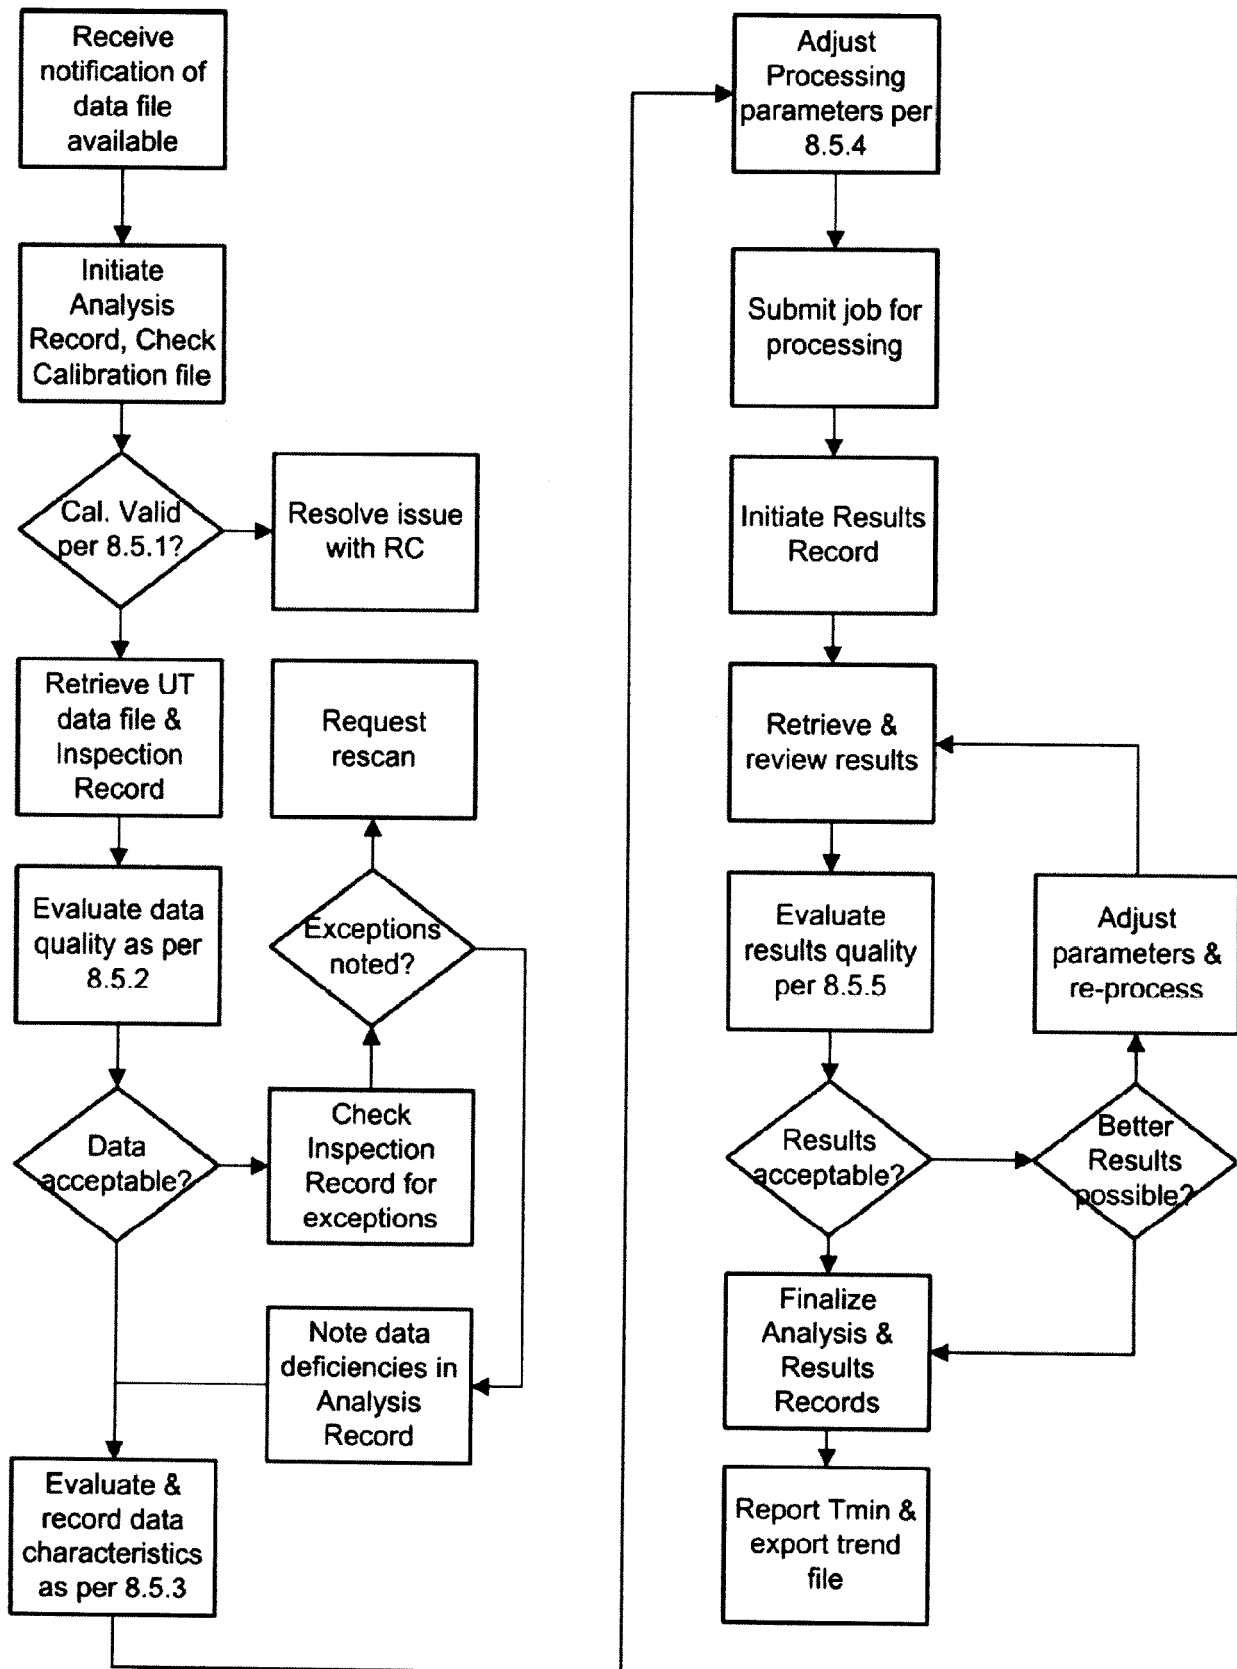 Receive
notification of
data file
available
Initiate
Analysis
Record, Check
Calibration file
Cal. Valid
per 8.5.1?
Resolve issue
with RC
Retrieve UT
data file &
Inspection
Record
Request
rescan
Evaluate data
quality as per
8.5.2
Exceptions
noted?
Data
acceptable?
Check
Inspection
Record for
exceptions
Note data
deficiencies in
Analysis
Record
Evaluate &
record data
characteristics
as per 8.5.3
Adjust
Processing
parameters per
8.5.4
Submit job for
processing
Initiate Results
Record
Retrieve &
review results
Evaluate
results quality
per 8.5.5
Adjust
parameters &
re-process
Results
acceptable?
Better
Results
possible?
Finalize
Analysis &
Results
Records
Report Tmin &
export trend
file